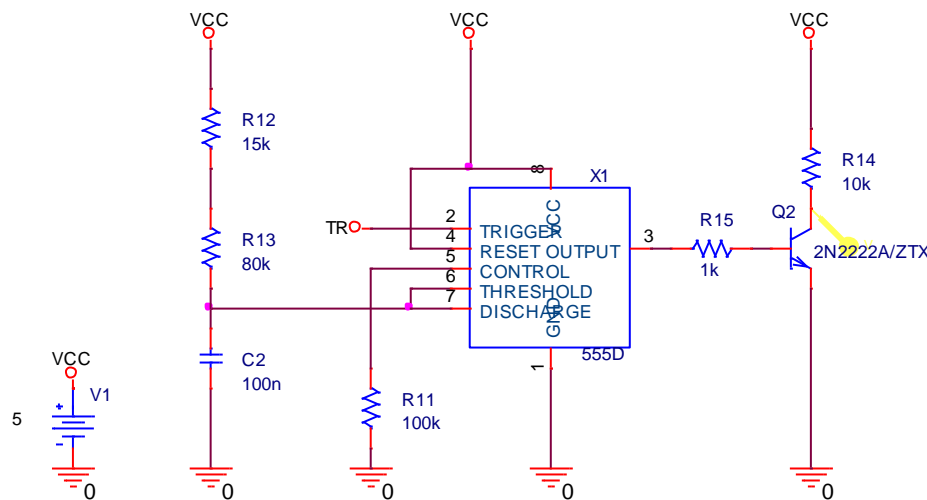 VCC
VCC
VCC
R12
15k
R13
80k
C2
100n
VCC
V1
5
0
0
TR
2
4
5
6
7
8
X1
VCC
TRIGGER
RESET OUTPUT
CONTROL
THRESHOLD
DISCHARGE
GND
1
555D
3
R11
100k
0
0
R15
1k
R14
10k
Q2
2N2222A/ZTX
0